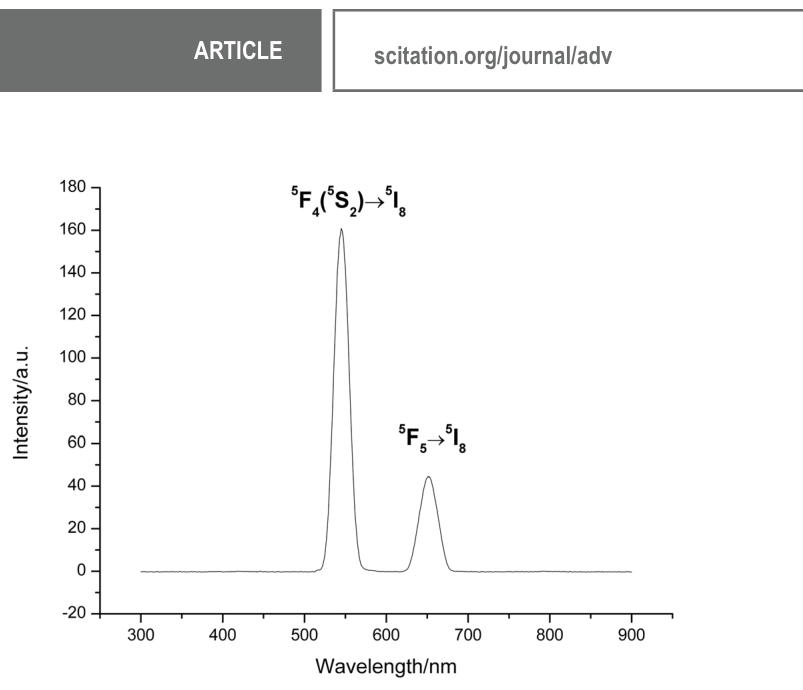 ARTICLE
scitation.org/journal/adv
⁵F₄(⁵S₂)→⁵I₈
⁵F₅→⁵I₈
180
160
140
120
100
80
60
40
20
0
-20
Intensity/a.u.
300 400 500 600 700 800 900
Wavelength/nm